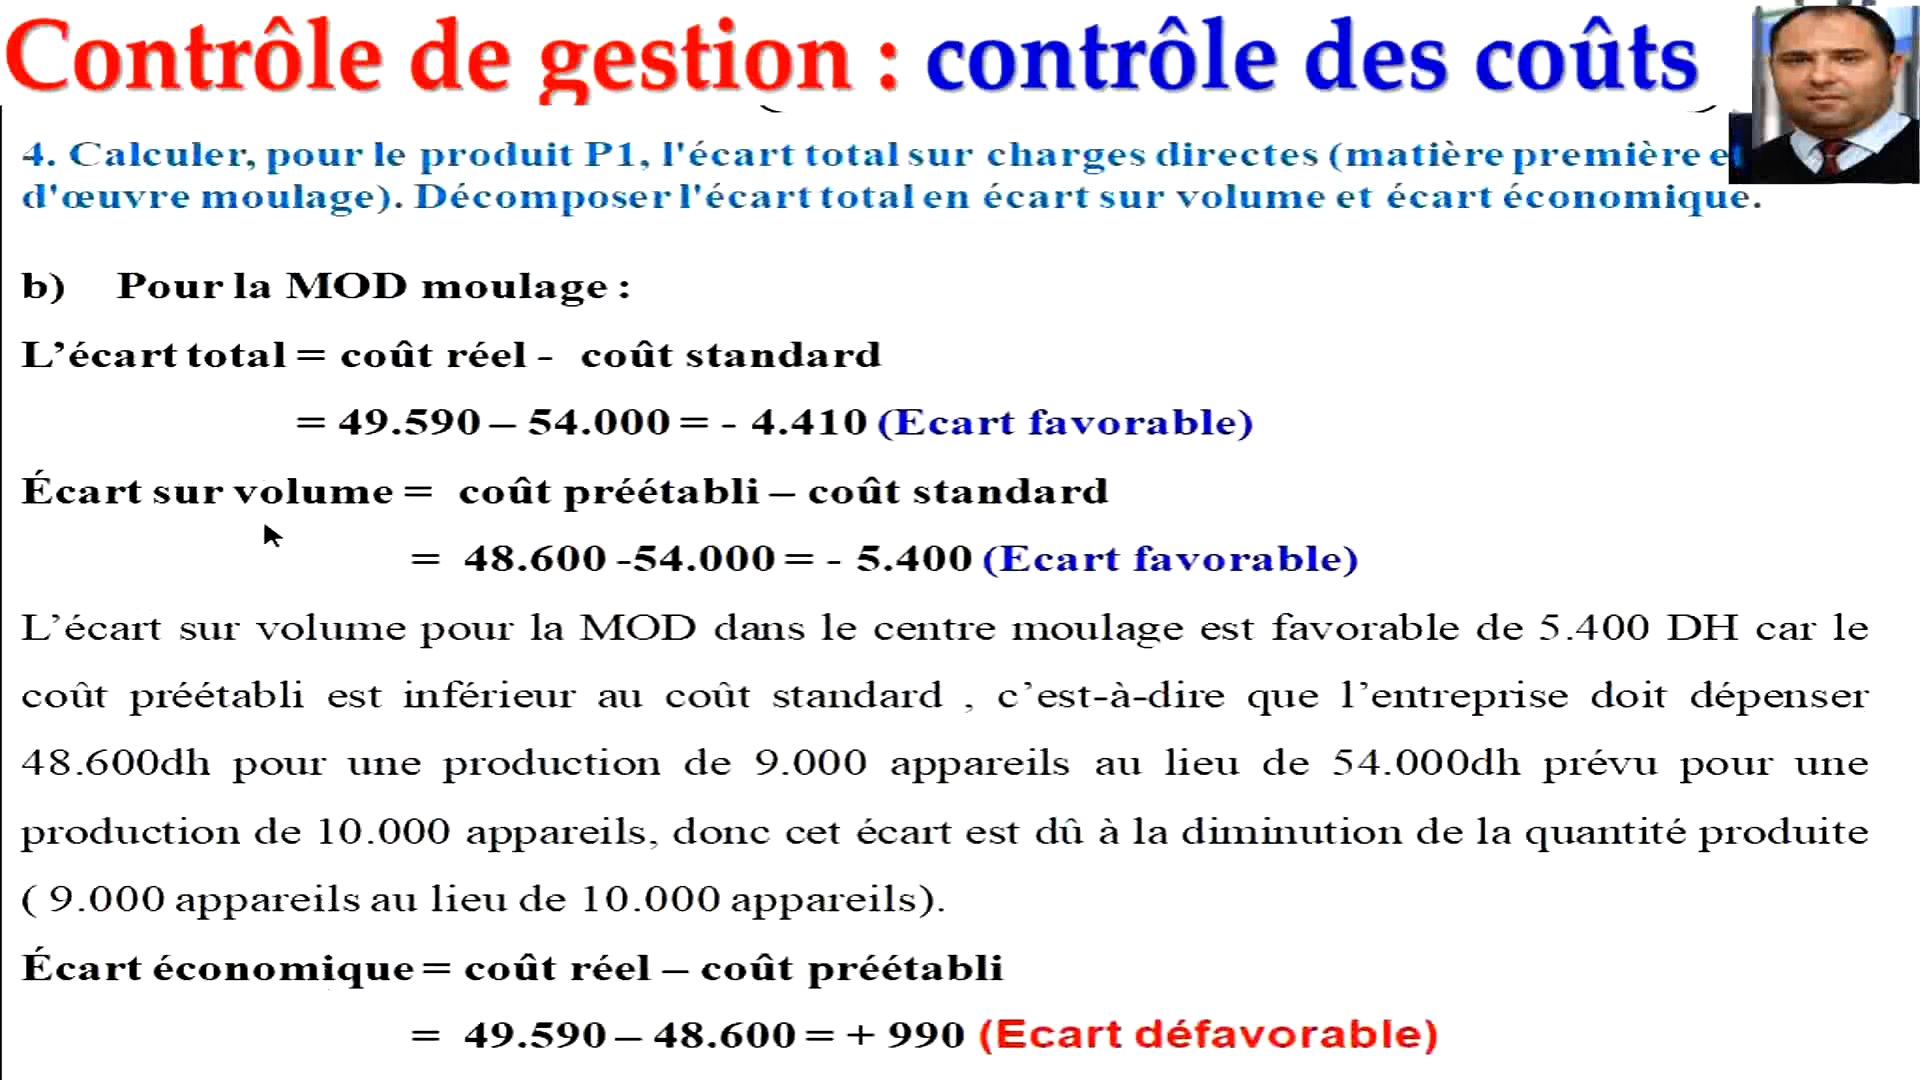 Contrôle de gestion : contrôle des coûts
4. Calculer, pour le produit P1, l'écart total sur charges directes (matière première
d'œuvre moulage). Décomposer l'écart total en écart sur volume et écart économique.
b) Pour la MOD moulage :
L’écart total = coût réel - coût standard
= 49.590 – 54.000 = - 4.410 (Ecart favorable)
Écart sur volume = coût préétabli – coût standard
= 48.600 -54.000 = - 5.400 (Ecart favorable)
L’écart sur volume pour la MOD dans le centre moulage est favorable de 5.400 DH car le
coût préétabli est inférieur au coût standard , c’est-à-dire que l’entreprise doit dépenser
48.600dh pour une production de 9.000 appareils au lieu de 54.000dh prévu pour une
production de 10.000 appareils, donc cet écart est dû à la diminution de la quantité produite
( 9.000 appareils au lieu de 10.000 appareils).
Écart économique = coût réel – coût préétabli
= 49.590 – 48.600 = + 990 (Ecart défavorable)